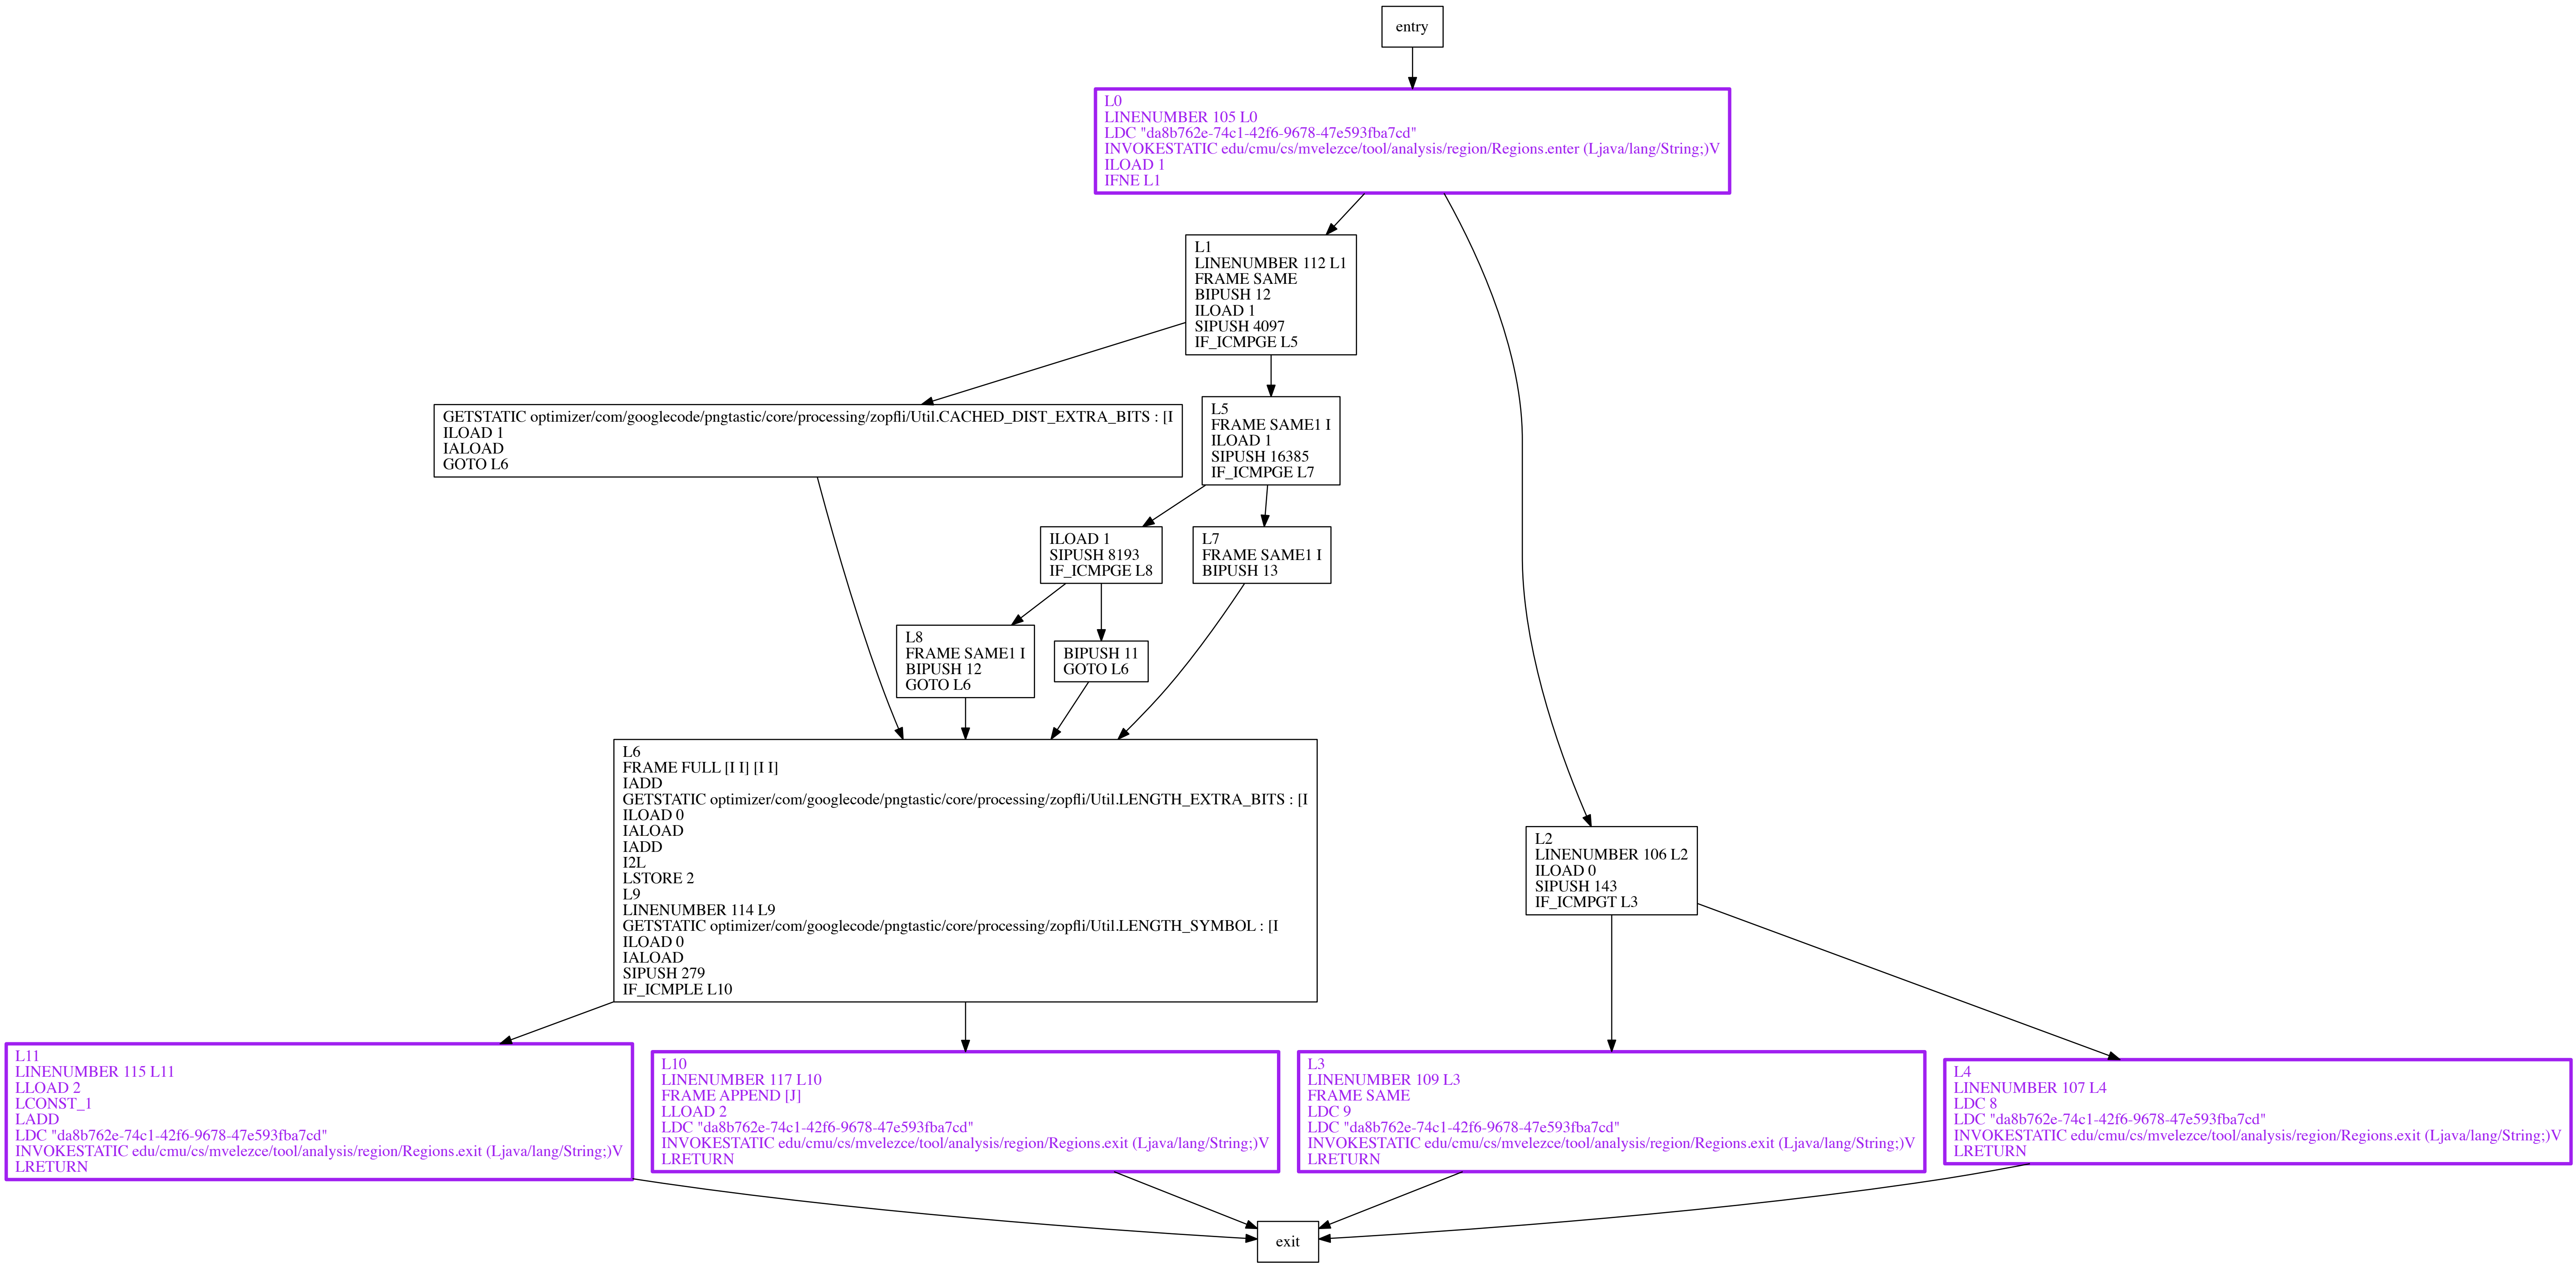 entry
L0
LINENUMBER 105 L0
LDC "da8b762e-74c1-42f6-9678-47e593fba7cd"
INVOKESTATIC edu/cmu/cs/mvelezce/tool/analysis/region/Regions.enter (Ljava/lang/String;)V
ILOAD 1
IFNE L1
L1
LINENUMBER 112 L1
FRAME SAME
BIPUSH 12
ILOAD 1
SIPUSH 4097
IF_ICMPGE L5
GETSTATIC optimizer/com/googlecode/pngtastic/core/processing/zopfli/Util.CACHED_DIST_EXTRA_BITS : [I
ILOAD 1
IALOAD
GOTO L6
L5
FRAME SAME1 I
ILOAD 1
SIPUSH 16385
IF_ICMPGE L7
ILOAD 1
SIPUSH 8193
IF_ICMPGE L8
L7
FRAME SAME1 I
BIPUSH 13
L8
FRAME SAME1 I
BIPUSH 12
GOTO L6
BIPUSH 11
GOTO L6
L6
FRAME FULL [I I] [I I]
IADD
GETSTATIC optimizer/com/googlecode/pngtastic/core/processing/zopfli/Util.LENGTH_EXTRA_BITS : [I
ILOAD 0
IALOAD
IADD
I2L
LSTORE 2
L9
LINENUMBER 114 L9
GETSTATIC optimizer/com/googlecode/pngtastic/core/processing/zopfli/Util.LENGTH_SYMBOL : [I
ILOAD 0
IALOAD
SIPUSH 279
IF_ICMPLE L10
L2
LINENUMBER 106 L2
ILOAD 0
SIPUSH 143
IF_ICMPGT L3
L11
LINENUMBER 115 L11
LLOAD 2
LCONST_1
LADD
LDC "da8b762e-74c1-42f6-9678-47e593fba7cd"
INVOKESTATIC edu/cmu/cs/mvelezce/tool/analysis/region/Regions.exit (Ljava/lang/String;)V
LRETURN
L10
LINENUMBER 117 L10
FRAME APPEND [J]
LLOAD 2
LDC "da8b762e-74c1-42f6-9678-47e593fba7cd"
INVOKESTATIC edu/cmu/cs/mvelezce/tool/analysis/region/Regions.exit (Ljava/lang/String;)V
LRETURN
L3
LINENUMBER 109 L3
FRAME SAME
LDC 9
LDC "da8b762e-74c1-42f6-9678-47e593fba7cd"
INVOKESTATIC edu/cmu/cs/mvelezce/tool/analysis/region/Regions.exit (Ljava/lang/String;)V
LRETURN
L4
LINENUMBER 107 L4
LDC 8
LDC "da8b762e-74c1-42f6-9678-47e593fba7cd"
INVOKESTATIC edu/cmu/cs/mvelezce/tool/analysis/region/Regions.exit (Ljava/lang/String;)V
LRETURN
exit